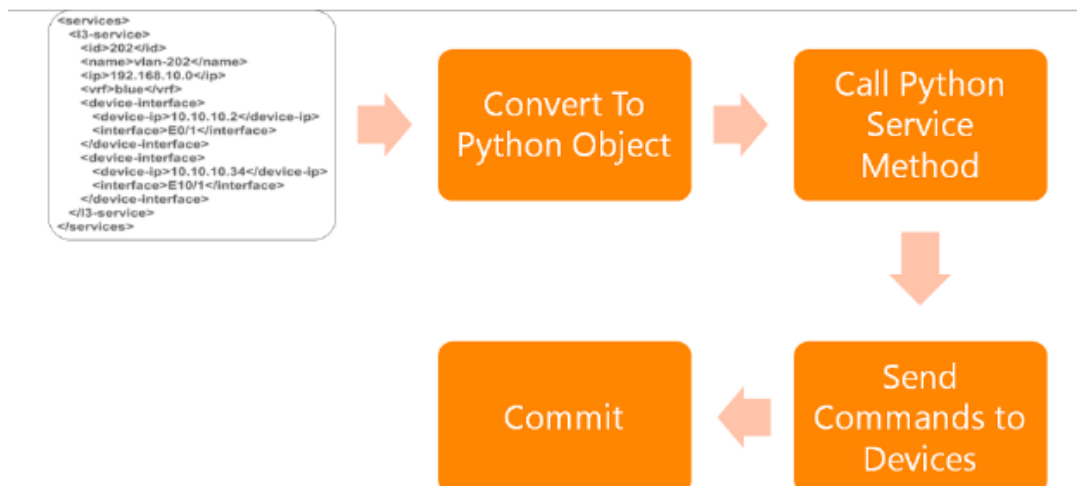 <services>
<l3-service>
<id>202</id>
<name>vlan-202</name>
<ip>192.168.10.0</ip>
<vrf>blue</vrf>
<device-interface>
<device-ip>10.10.10.2</device-ip>
<interface>E0/1</interface>
</device-interface>
<device-interface>
<device-ip>10.10.10.34</device-ip>
<interface>E10/1</interface>
</device-interface>
</l3-service>
</services>
Convert To
Python Object
Call Python
Service
Method
Send
Commands to
Devices
Commit